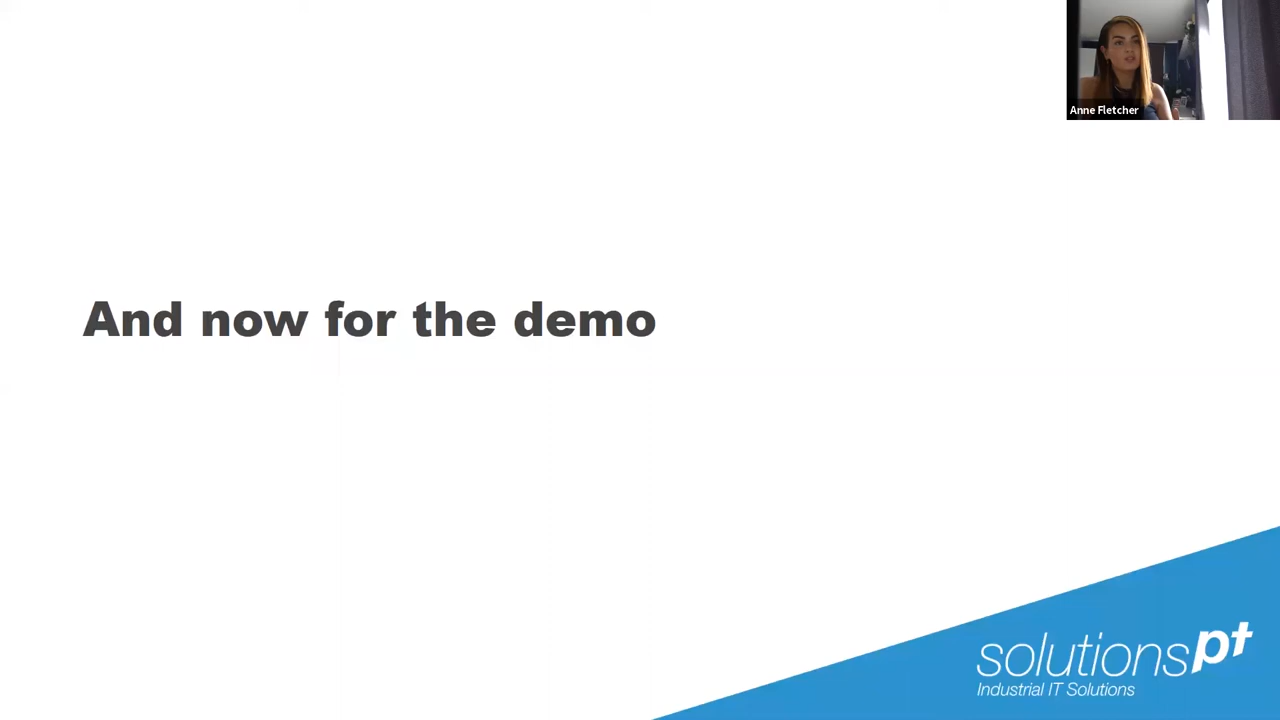 Anne Fletcher
And now for the demo
solutionspt
Industrial IT Solutions